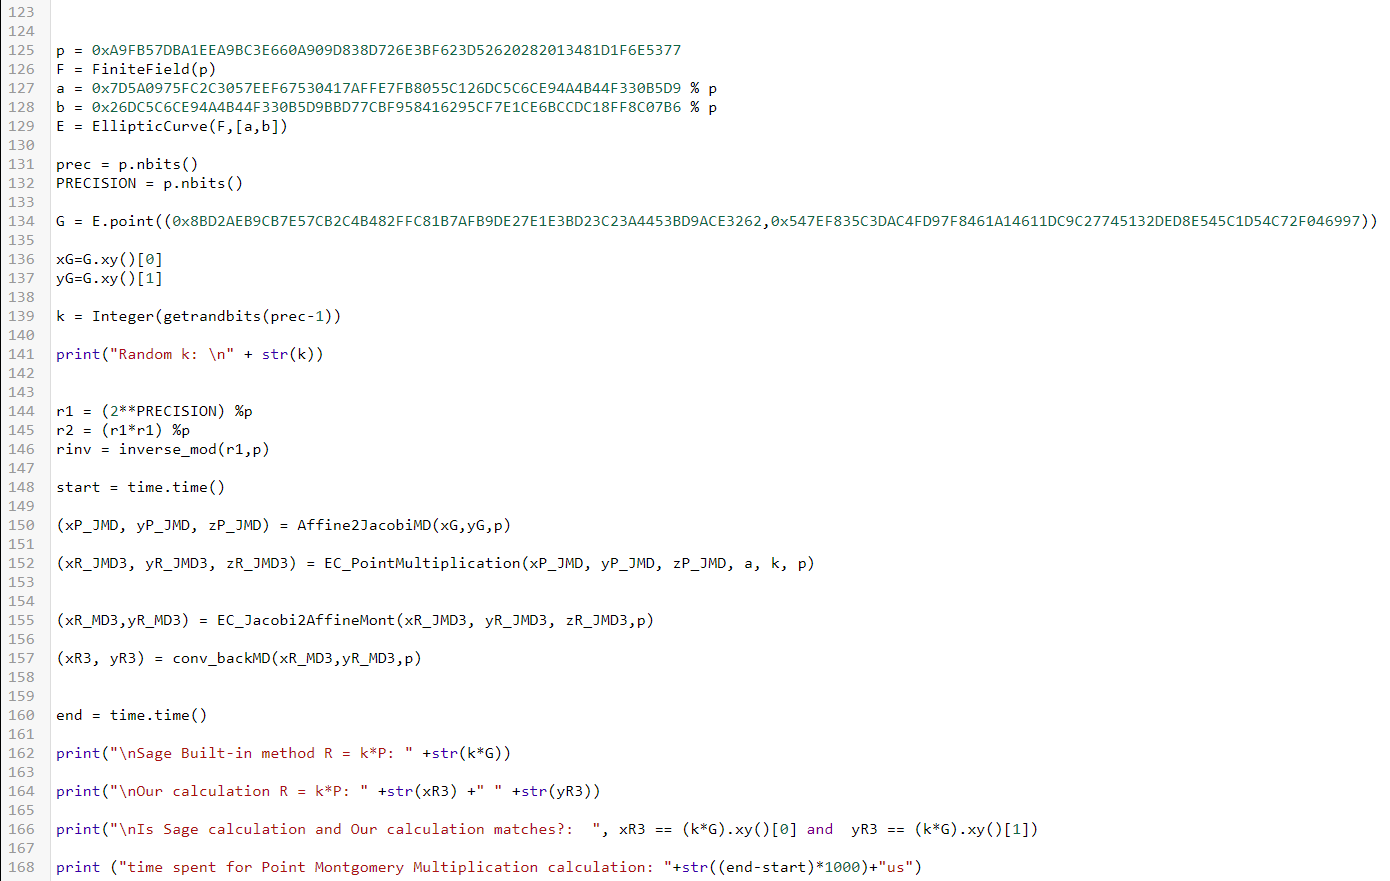 123
124
125 p = 0xA9FB57DBA1EEA9BC3E660A909D838D726E3BF623D52620282013481D1F6E5377
126 F = FiniteField(p)
127 a = 0x7D5A0975FC2C3057EEF67530417AFFE7FB8055C126DC5C6CE94A4B44F330B5D9 % p
128 b = 0x26DC5C6CE94A4B44F330B5D9BBD77CBF958416295CF7E1CE6BCCDC18FF8C07B6 % p
129 E = EllipticCurve(F,[a,b])
130
131 prec = p.nbits()
132 PRECISION = p.nbits()
133
134 G = E.point((0x8BD2AEB9CB7E57CB2C4B482FFC81B7AFB9DE27E1E3BD23C23A4453BD9ACE3262,0x547EF835C3DAC4FD97F8461A14611DC9C27745132DED8E545C1D54C72F046997))
135
136 xG=G.xy()[0]
137 yG=G.xy()[1]
138
139 k = Integer(getrandbits(prec-1))
140
141 print("Random k: \n" + str(k))
142
143
144 r1 = (2**PRECISION) %p
145 r2 = (r1*r1) %p
146 rinv = inverse_mod(r1,p)
147
148 start = time.time()
149
150 (xP_JMD, yP_JMD, zP_JMD) = Affine2JacobiMD(xG,yG,p)
151
152 (xR_JMD3, yR_JMD3, zR_JMD3) = EC_PointMultiplication(xP_JMD, yP_JMD, zP_JMD, a, k, p)
153
154
155 (xR_MD3,yR_MD3) = EC_Jacobi2AffineMont(xR_JMD3, yR_JMD3, zR_JMD3,p)
156
157 (xR3, yR3) = conv_backMD(xR_MD3,yR_MD3,p)
158
159
160 end = time.time()
161
162 print("\nSage Built-in method R = k*P: " +str(k*G))
163
164 print("\nOur calculation R = k*P: " +str(xR3) +" " +str(yR3))
165
166 print("\nIs Sage calculation and Our calculation matches?:  ", xR3 == (k*G).xy()[0] and  yR3 == (k*G).xy()[1])
167
168 print ("time spent for Point Montgomery Multiplication calculation: "+str((end-start)*1000)+"us")